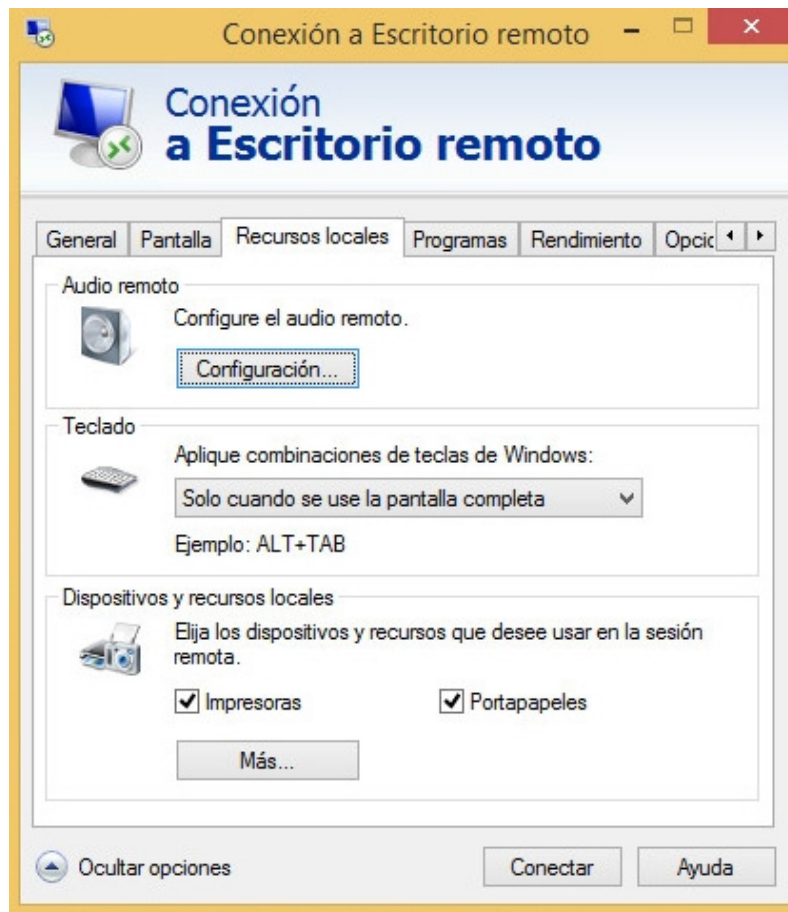 Conexión a Escritorio remoto
Conexión
a Escritorio remoto
General Pantalla Recursos locales Programas Rendimiento Opcic
Audio remoto
Configure el audio remoto.
Configuración...
Teclado
Aplique combinaciones de teclas de Windows:
Solo cuando se use la pantalla completa
Ejemplo: ALT+TAB
Dispositivos y recursos locales
Elija los dispositivos y recursos que desee usar en la sesión
remota.
Impresoras Portapapeles
Más...
Ocultar opciones Conectar Ayuda